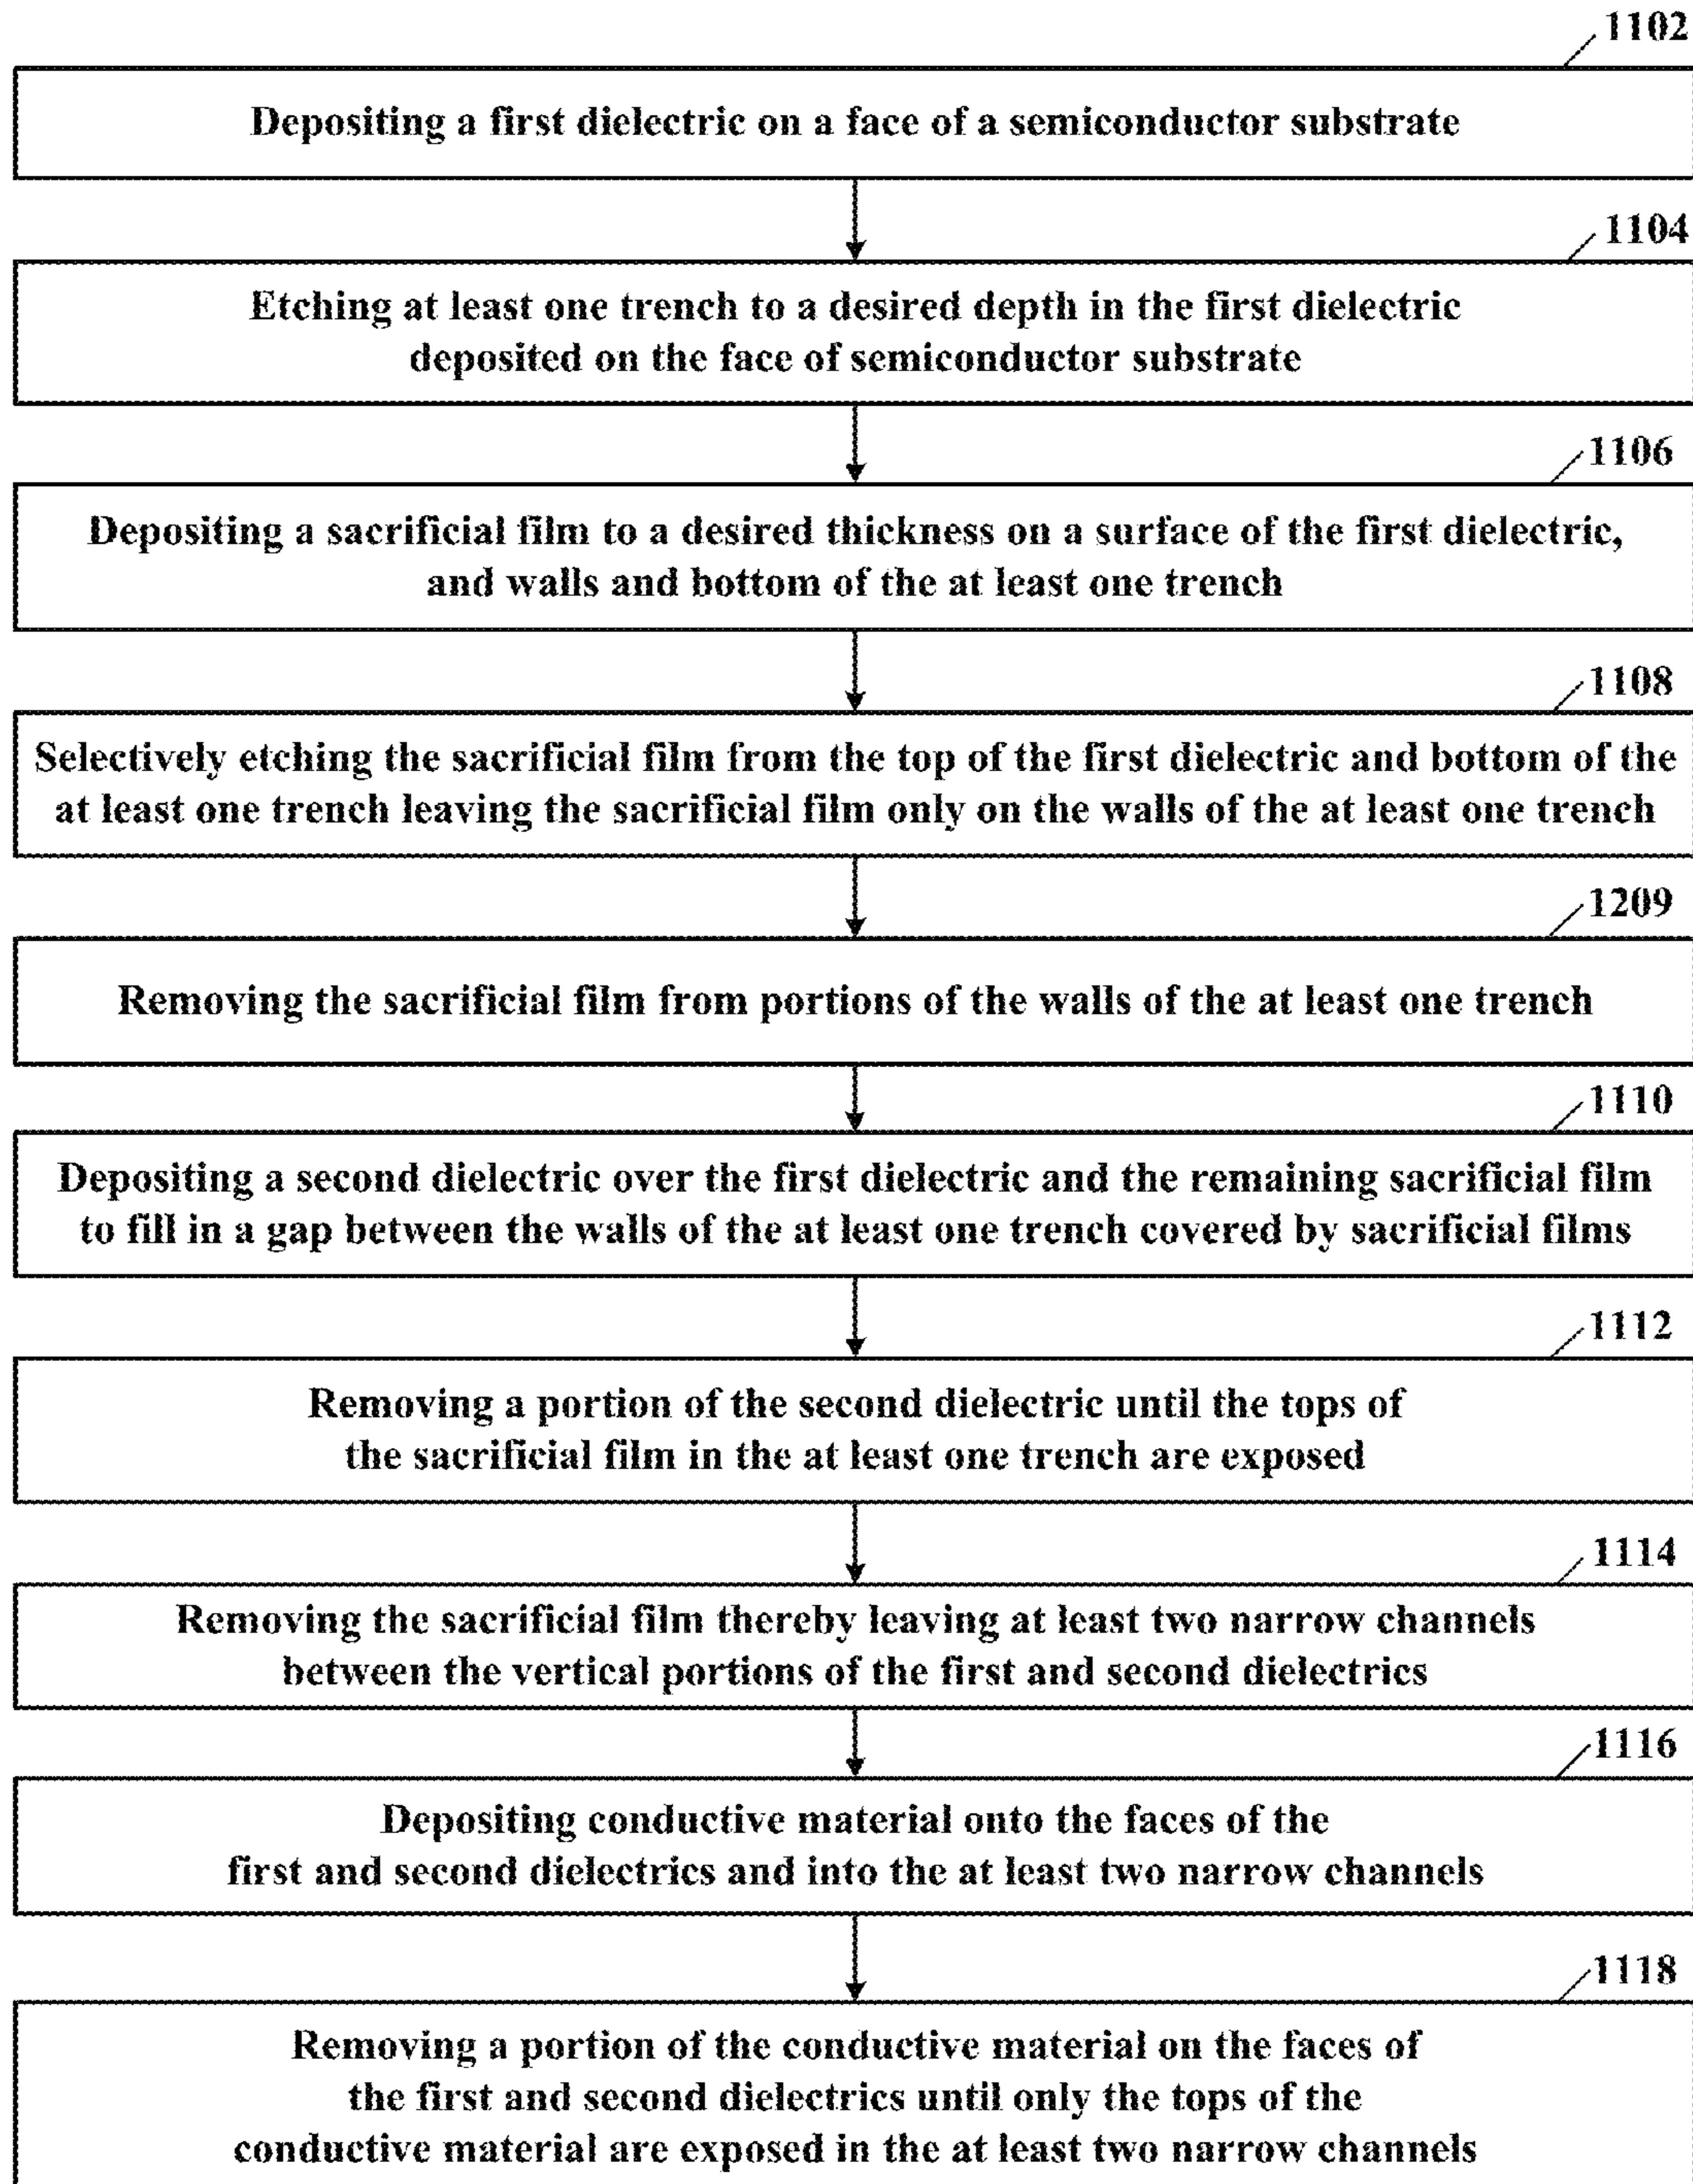 1102
Depositing a first dielectric on a face of a semiconductor substrate
1104
Etching at least one trench to a desired depth in the first dielectric
deposited on the face of semiconductor substrate
1106
Depositing a sacrificial film to a desired thickness on a surface of the first dielectric,
and walls and bottom of the at least one trench
1108
Selectively etching the sacrificial film from the top of the first dielectric and bottom of the
at least one trench leaving the sacrificial film only on the walls of the at least one trench
1209
Removing the sacrificial film from portions of the walls of the at least one trench
1110
Depositing a second dielectric over the first dielectric and the remaining sacrificial film
to fill in a gap between the walls of the at least one trench covered by sacrificial films
1112
Removing a portion of the second dielectric until the tops of
the sacrificial film in the at least one trench are exposed
1114
Removing the sacrificial film thereby leaving at least two narrow channels
between the vertical portions of the first and second dielectrics
1116
Depositing conductive material onto the faces of the
first and second dielectrics and into the at least two narrow channels
1118
Removing a portion of the conductive material on the faces of
the first and second dielectrics until only the tops of the
conductive material are exposed in the at least two narrow channels